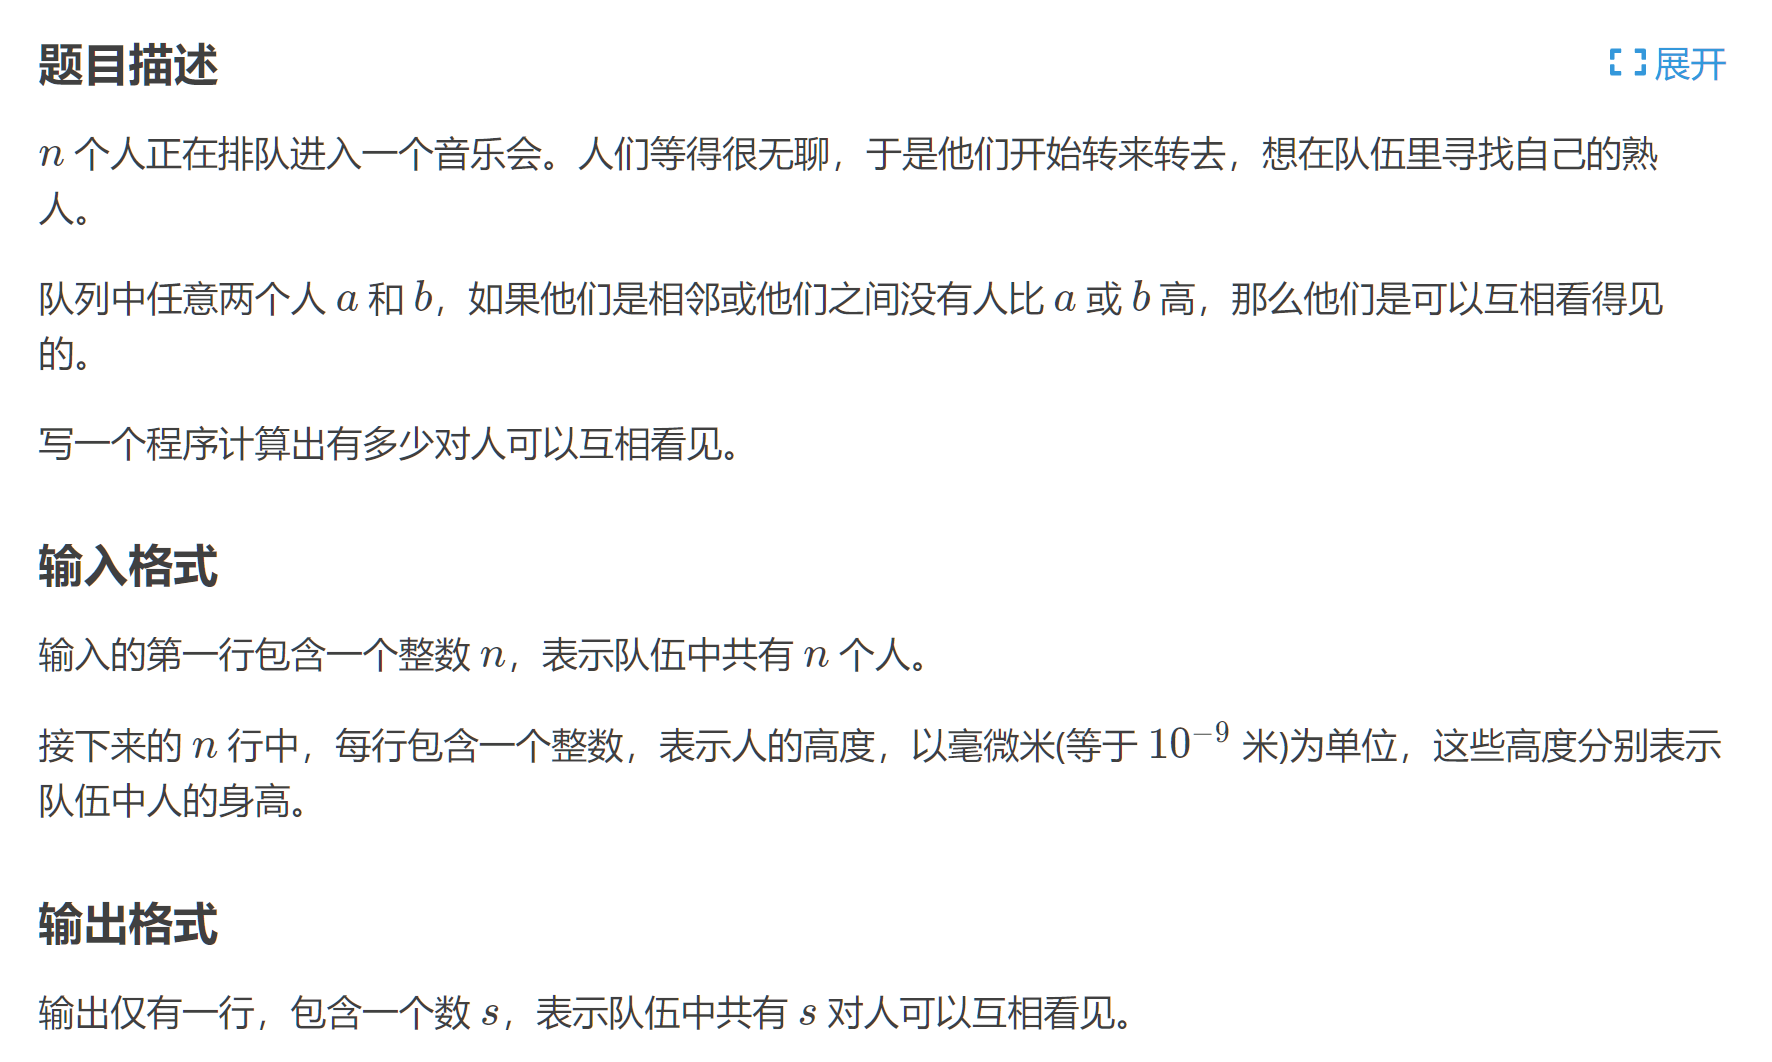 题目描述
展开
n 个人正在排队进入一个音乐会。人们等得很无聊，于是他们开始转来转去，想在队伍里寻找自己的熟
人。
队列中任意两个人 a 和 b，如果他们是相邻或他们之间没有人比 a 或 b 高，那么他们是可以互相看得见
的。
写一个程序计算出有多少对人可以互相看见。
输入格式
输入的第一行包含一个整数 n，表示队伍中共有 n 个人。
接下来的 n 行中，每行包含一个整数，表示人的高度，以毫微米(等于 10⁻⁹ 米)为单位，这些高度分别表示
队伍中人的身高。
输出格式
输出仅有一行，包含一个数 s，表示队伍中共有 s 对人可以互相看见。